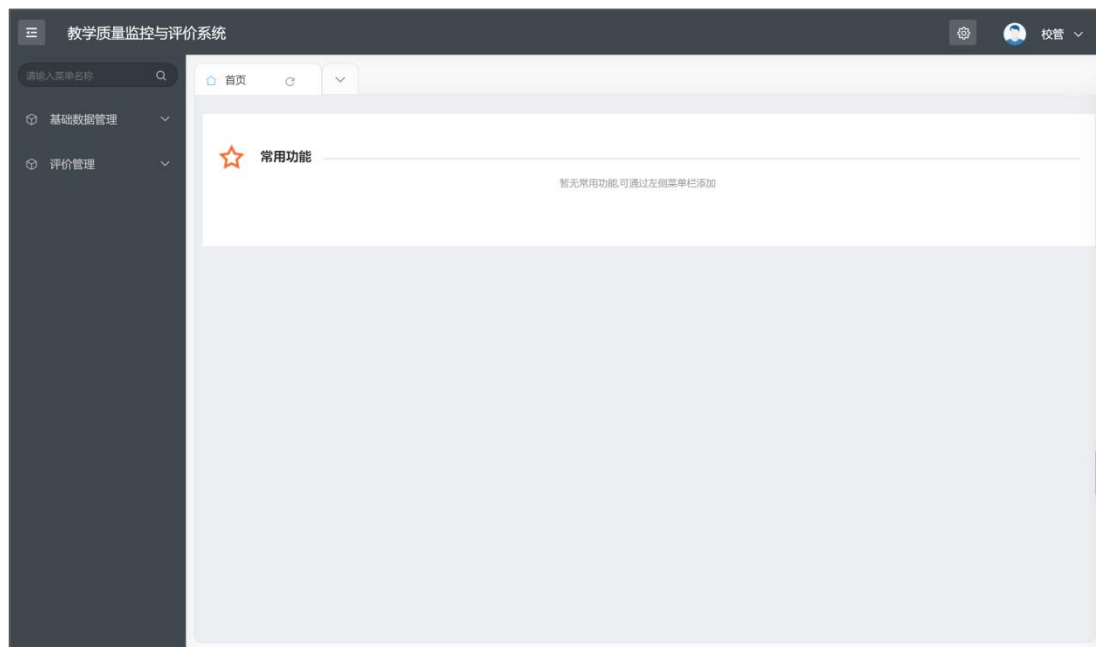 教学质量监控与评价系统
校管
请输入菜单名称
首页
基础数据管理
评价管理
常用功能
暂无常用功能,可通过左侧菜单栏添加